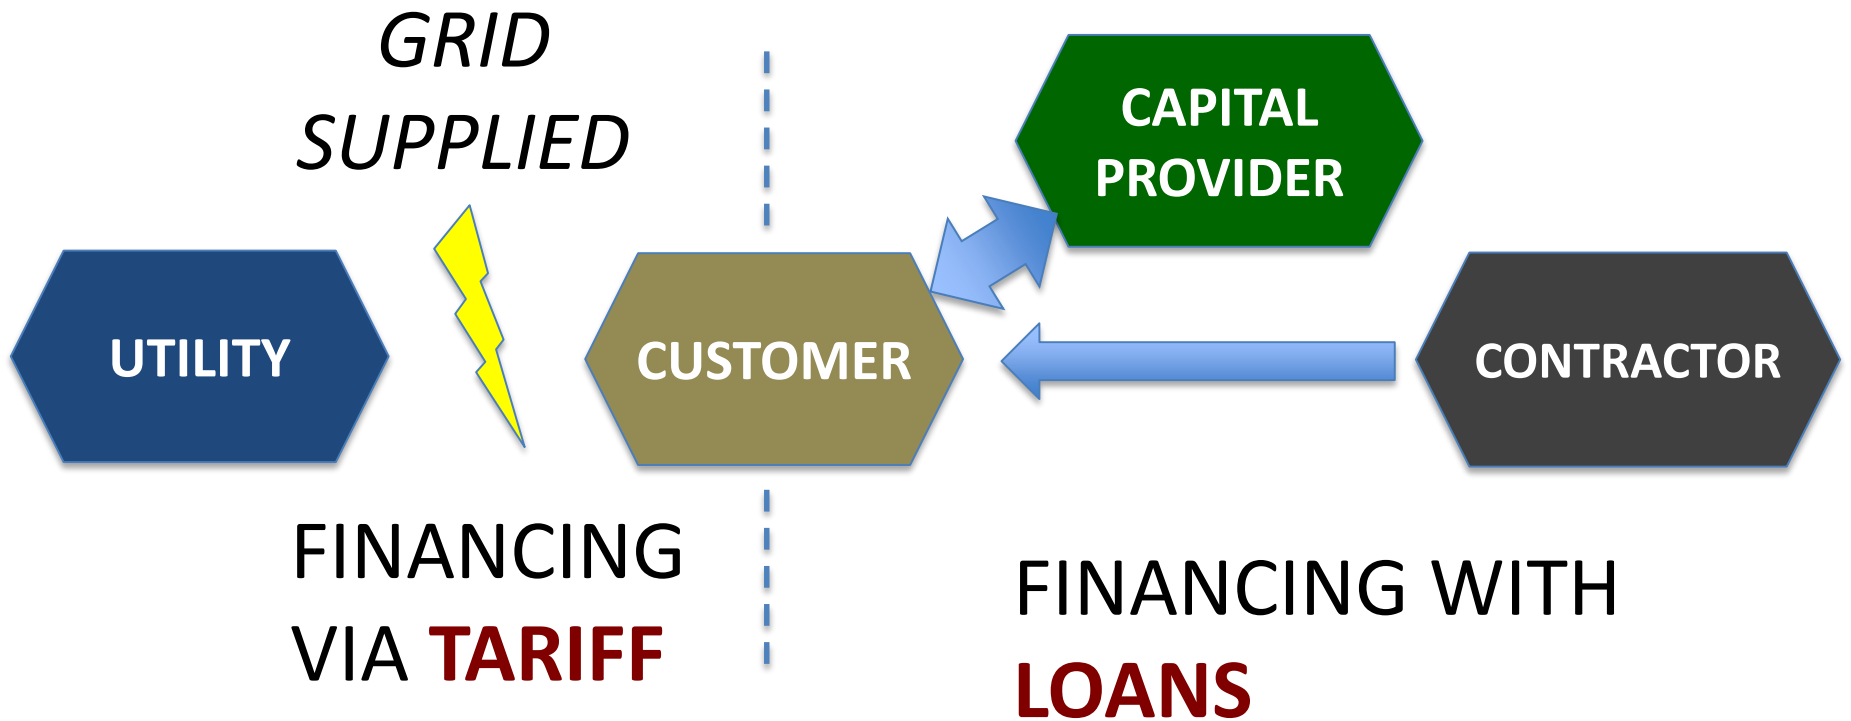 GRID
SUPPLIED
CAPITAL
PROVIDER
UTILITY
CUSTOMER
CONTRACTOR
FINANCING
VIA TARIFF
FINANCING WITH
LOANS